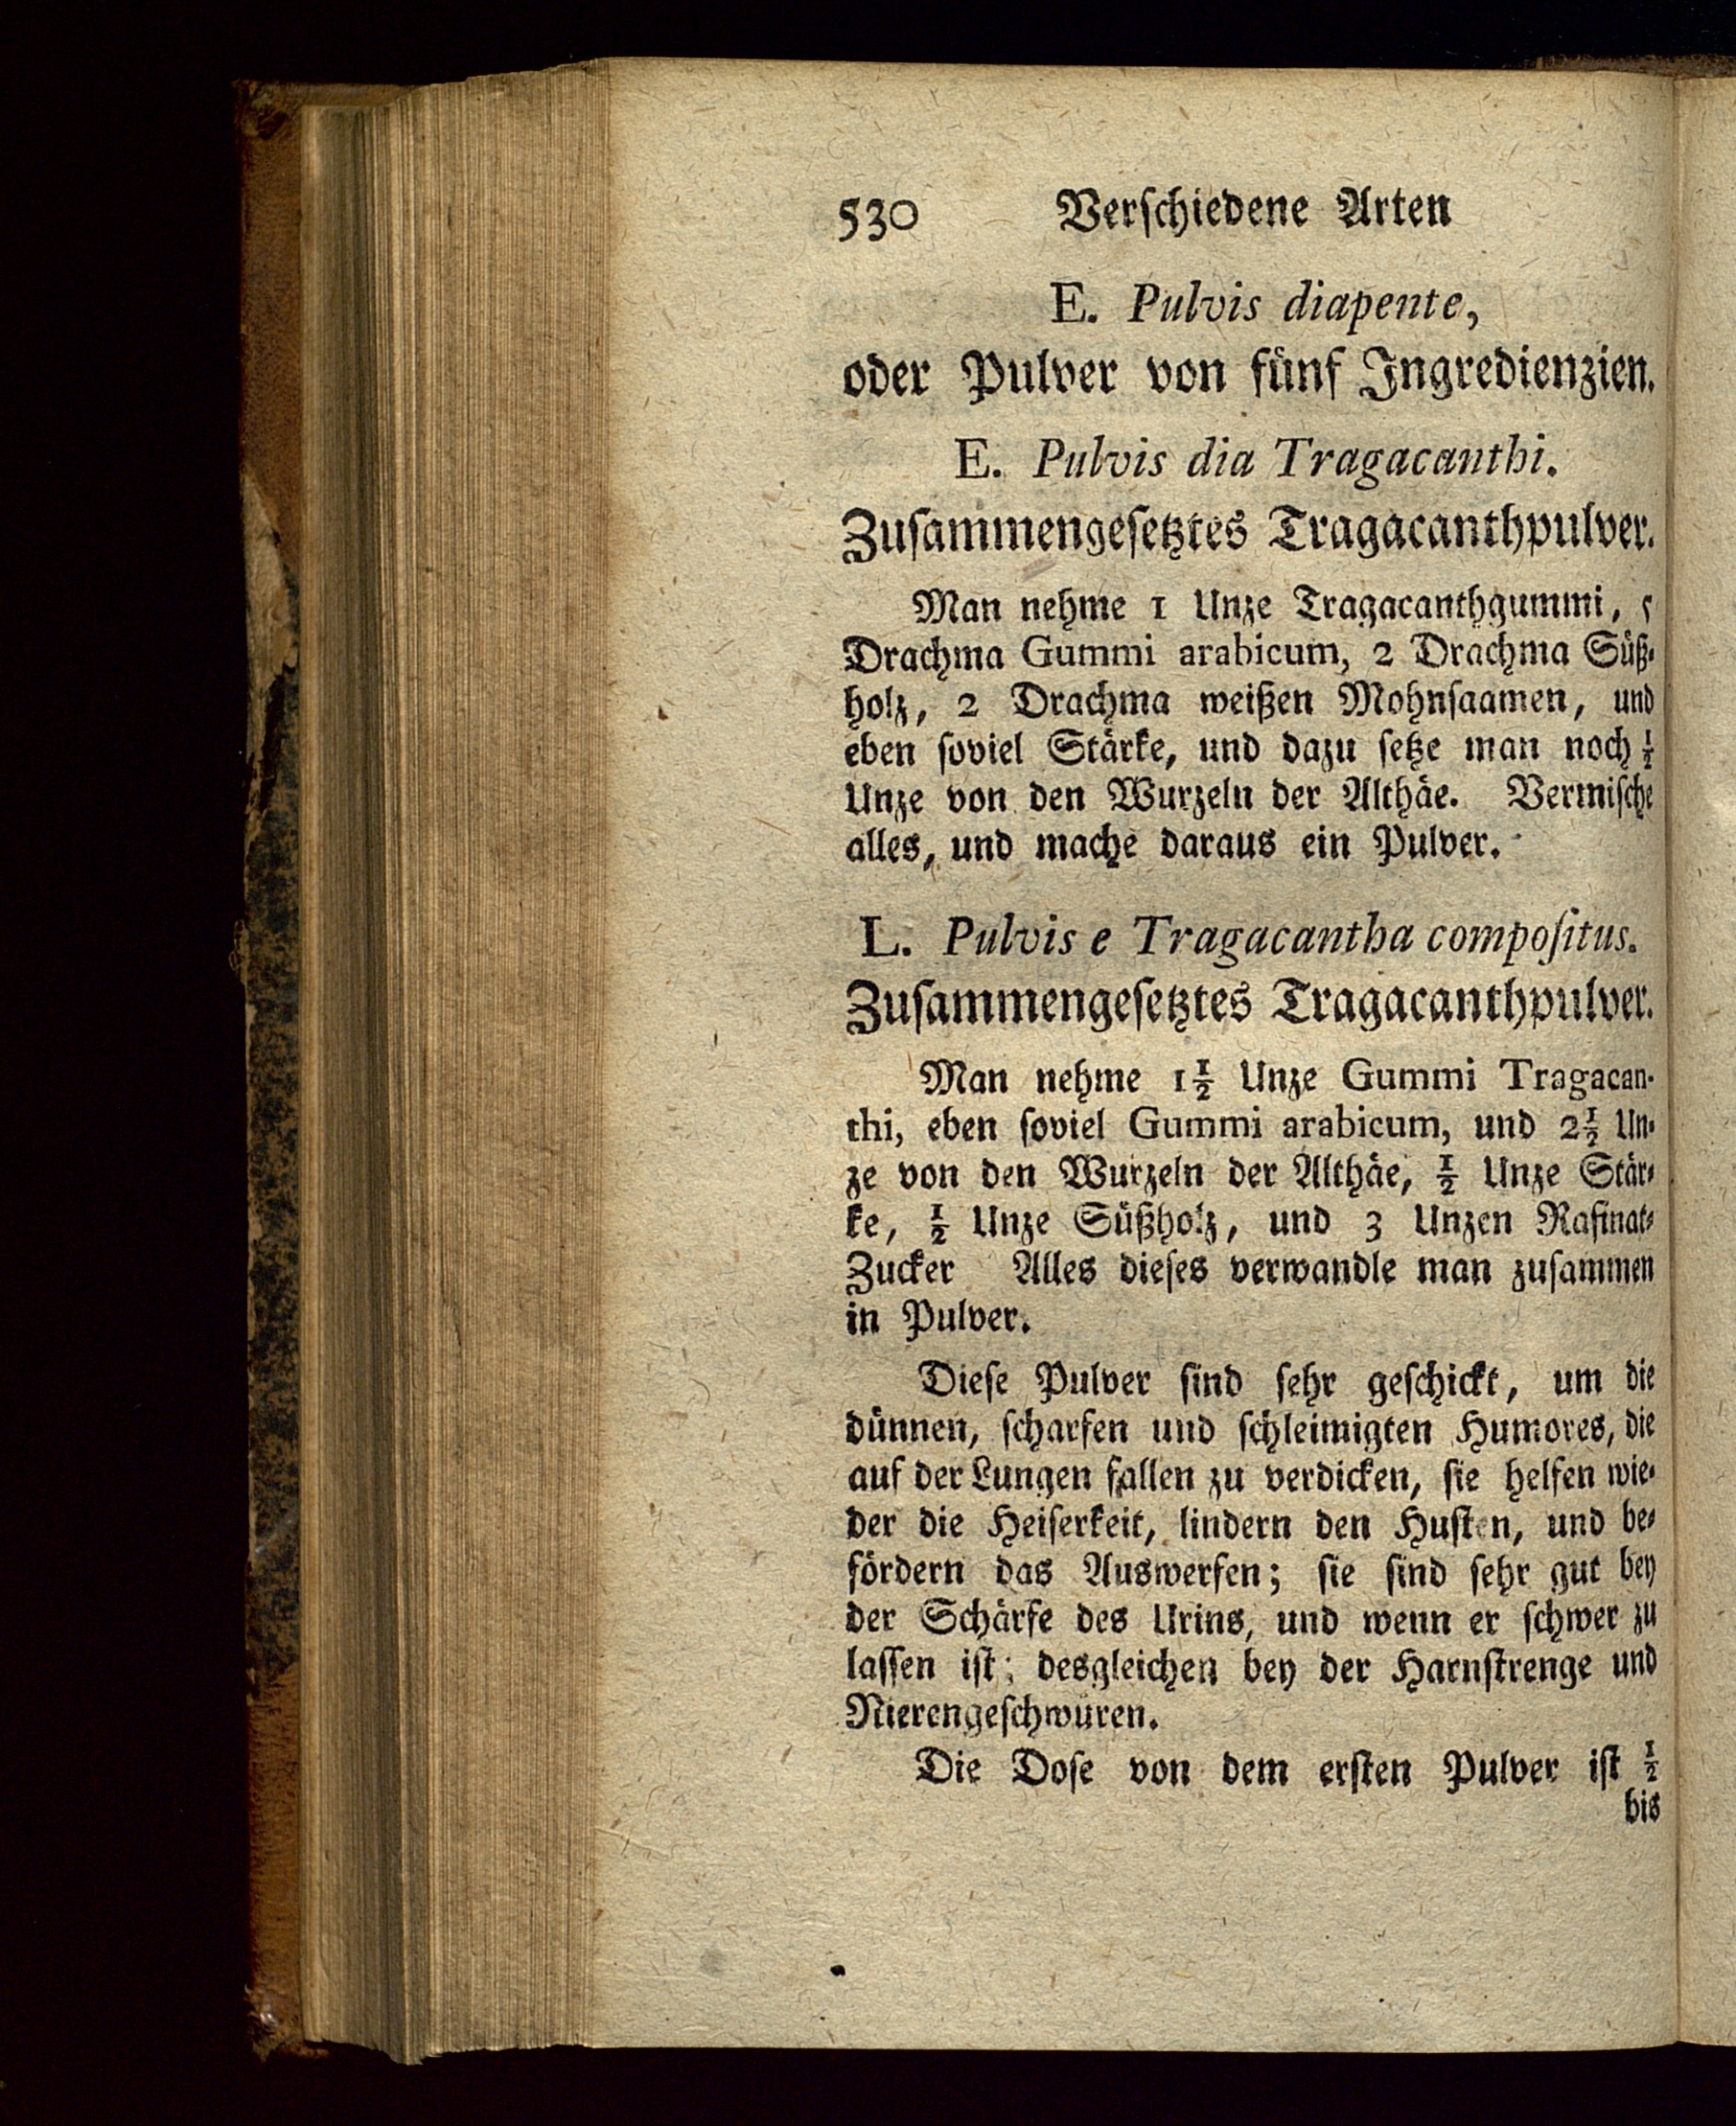 530 Verschiedene Arten
E. Pulvis diapente,
oder Pulver von fünf Ingredienzien.
E. Pulvis dia Tragacanthi.
Zusammengesetztes Tragacanthpulver.
Man nehme 1 Unze Tragacanthgummi, 5
Drachma Gummi arabicum, 2 Drachma Süß-
holz, 2 Drachma weißen Mohnsaamen, und
eben soviel Stärke, und dazu setze man noch ½
Unze von den Wurzeln der Althäe. Vermische
alles, und mache daraus ein Pulver.
L. Pulvis e Tragacantha compositus.
Zusammengesetztes Tragacanthpulver.
Man nehme 1½ Unze Gummi Tragacan-
thi, eben soviel Gummi arabicum, und 2½ Un-
ze von den Wurzeln der Althäe, ½ Unze Stär-
ke, ½ Unze Süßholz, und 3 Unzen Rafinat-
Zucker Alles dieses verwandle man zusammen
in Pulver.
Diese Pulver sind sehr geschickt, um die
dünnen, scharfen und schleimigten Humores, die
auf der Lungen fallen zu verdicken, sie helfen wie-
der die Heiserkeit, lindern den Husten, und be-
fördern das Auswerfen; sie sind sehr gut bey
der Schärfe des Urins, und wenn er schwer zu
lassen ist; desgleichen bey der Harnstrenge und
Nierengeschwüren.
Die Dose von dem ersten Pulver ist ½
bis